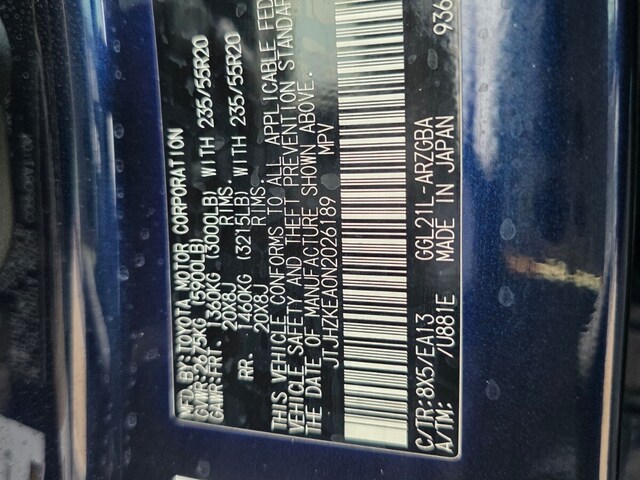 MFD. BY:TOYOTA MOTOR CORPORATION
GVWR:2675KG (5900LB)
GAWR:FRT. 1360KG (3000LB) WITH 235/55R20
20X8J RIMS.
RR. 1460KG (3215LB) WITH 235/55R20
20X8J RIMS.
THIS VEHICLE CONFORMS TO ALL APPLICABLE FED
VEHICLE SAFETY AND THEFT PREVENTION STANDAR
THE DATE OF MANUFACTURE SHOWN ABOVE.
JTJHZKEA0N2026189 MPV
C/TR:8X5/EA13 GGL21L-ARZGBA 936
A/TM: /U881E MADE IN JAPAN